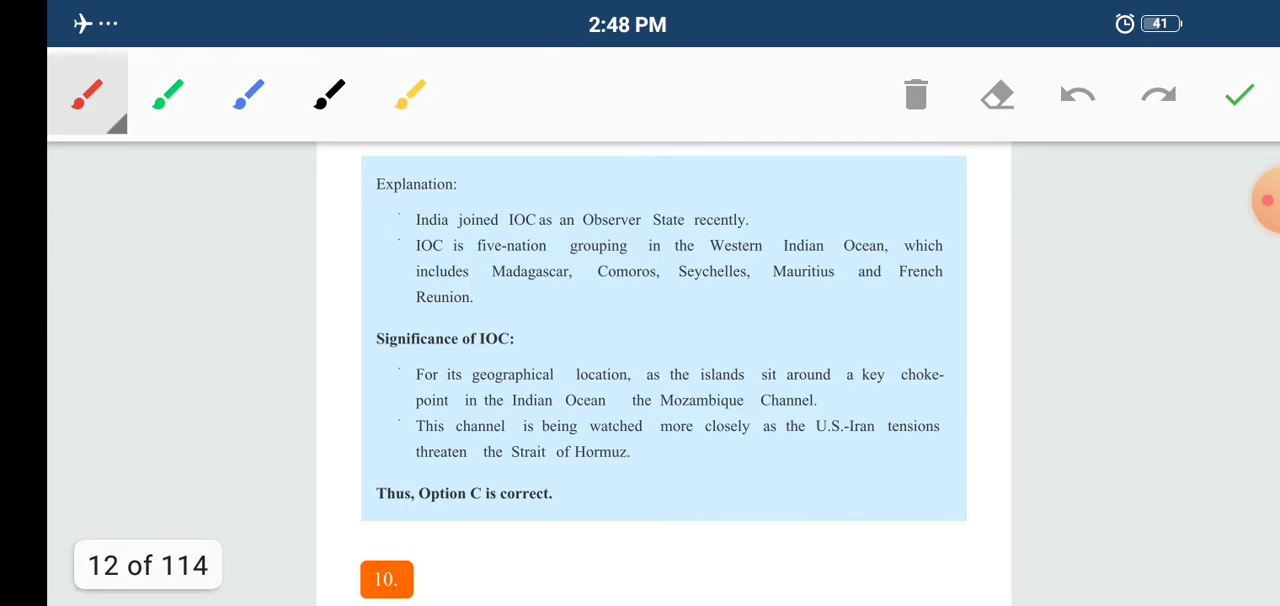 2:48 PM
41
Explanation:
India joined IOC as an Observer State recently.
IOC is five-nation grouping in the Western Indian Ocean, which
includes Madagascar, Comoros, Seychelles, Mauritius and French
Reunion.
Significance of IOC:
For its geographical location, as the islands sit around a key choke-
point in the Indian Ocean the Mozambique Channel.
This channel is being watched more closely as the U.S.-Iran tensions
threaten the Strait of Hormuz.
Thus, Option C is correct.
12 of 114
10.